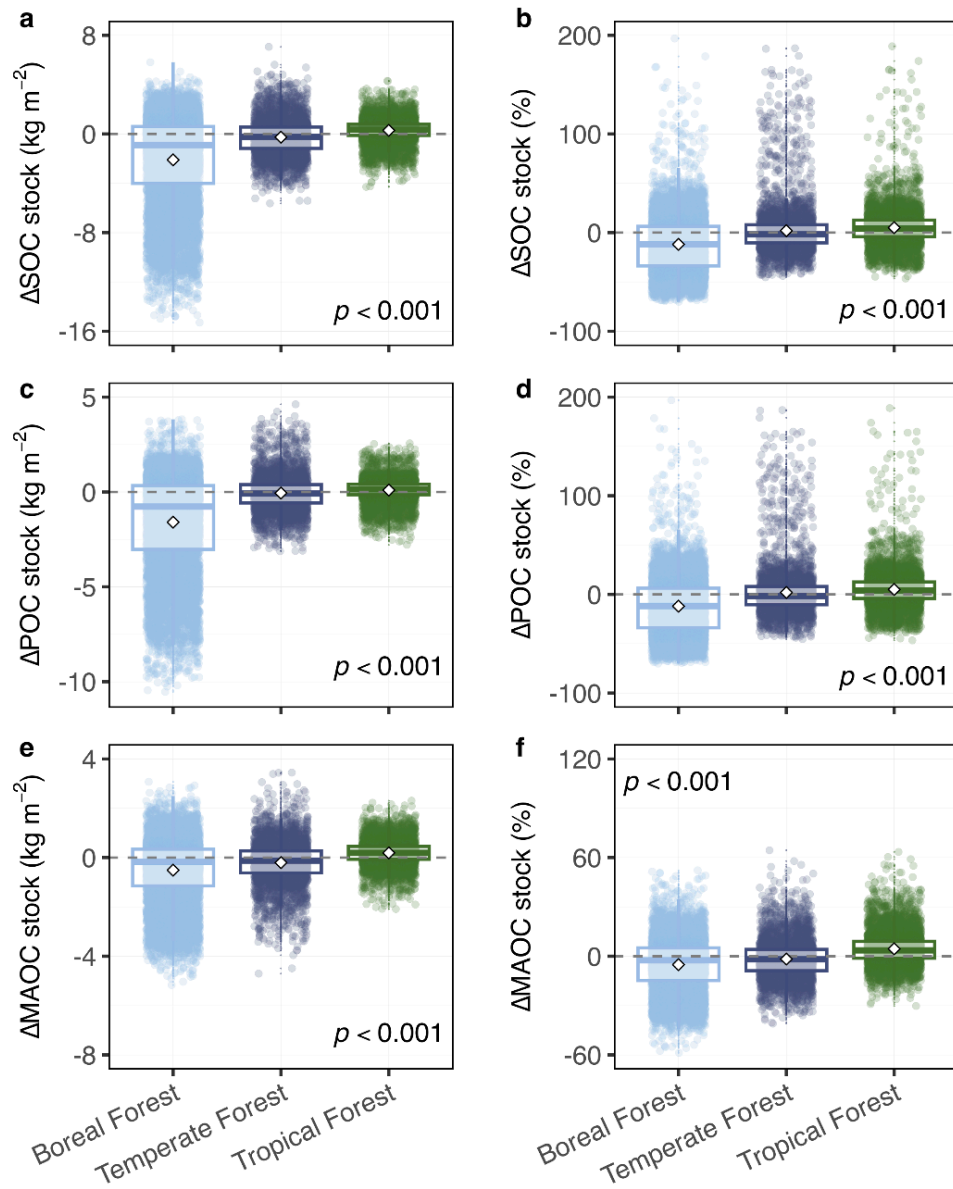 a
8
0
-8
-16
ΔSOC stock (kg m⁻²)
p < 0.001
b
200
100
0
-100
ΔSOC stock (%)
p < 0.001
c
5
0
-5
-10
ΔPOC stock (kg m⁻²)
p < 0.001
d
200
100
0
-100
ΔPOC stock (%)
p < 0.001
e
4
0
-4
-8
ΔMAOC stock (kg m⁻²)
p < 0.001
Boreal Forest
Temperate Forest
Tropical Forest
f
120
60
0
-60
ΔMAOC stock (%)
p < 0.001
Boreal Forest
Temperate Forest
Tropical Forest